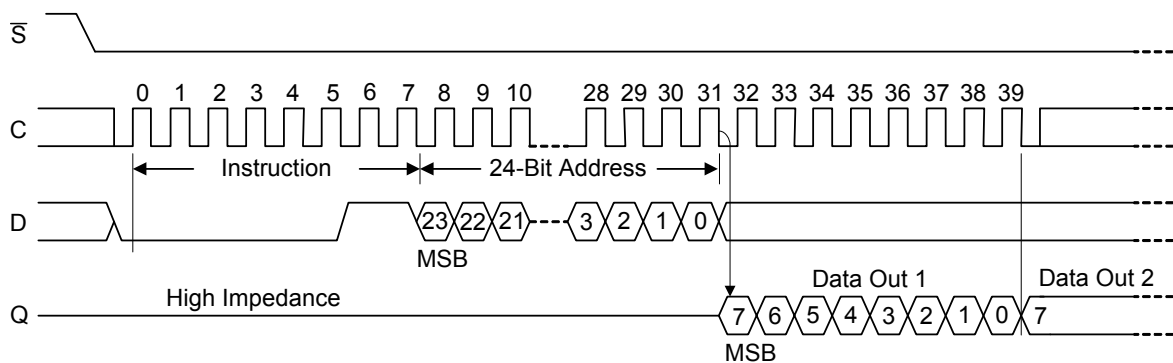 S
0 1 2 3 4 5 6 7 8 9 10 28 29 30 31 32 33 34 35 36 37 38 39
C
Instruction 24-Bit Address
D 23 22 21 3 2 1 0
MSB
High Impedance Data Out 1 Data Out 2
Q 7 6 5 4 3 2 1 0 7
MSB